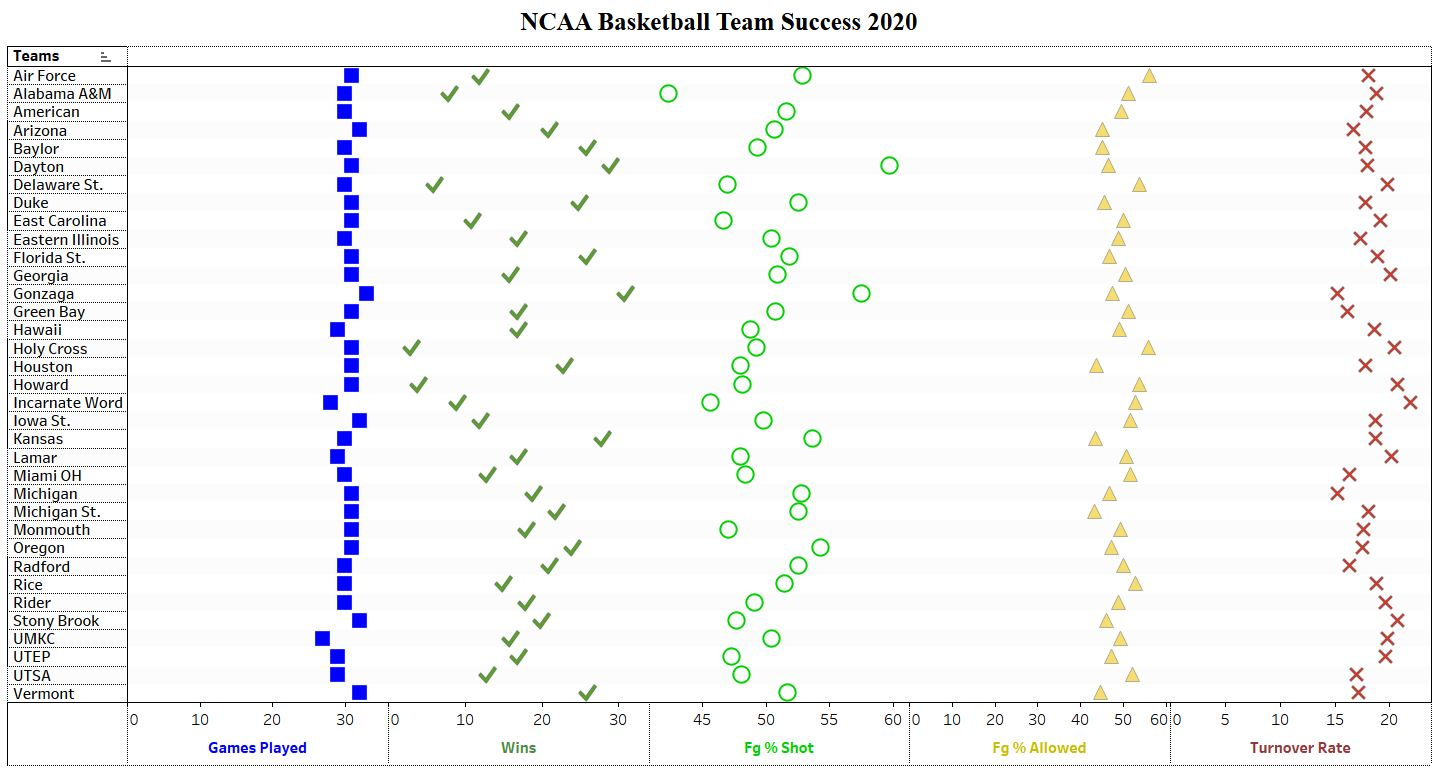 NCAA Basketball Team Success 2020
Teams
Air Force
Alabama A&M
American
Arizona
Baylor
Dayton
Delaware St.
Duke
East Carolina
Eastern Illinois
Florida St.
Georgia
Gonzaga
Green Bay
Hawaii
Holy Cross
Houston
Howard
Incarnate Word
Iowa St.
Kansas
Lamar
Miami OH
Michigan
Michigan St.
Monmouth
Oregon
Radford
Rice
Rider
Stony Brook
UMKC
UTEP
UTSA
Vermont
0 10 20 30 0 10 20 30 45 50 55 60 0 10 20 30 40 50 60 0 5 10 15 20
Games Played Wins Fg % Shot Fg % Allowed Turnover Rate